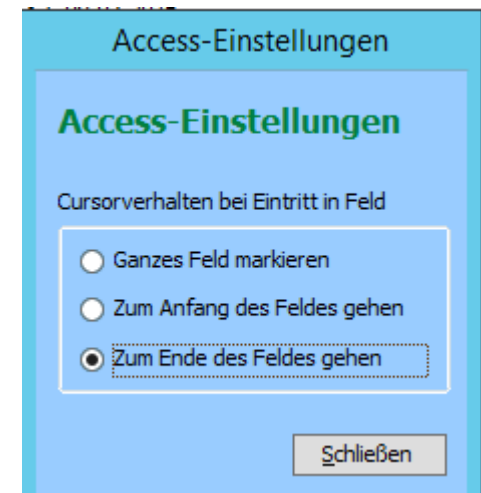 Access-Einstellungen
Access-Einstellungen
Cursorverhalten bei Eintritt in Feld
Ganzes Feld markieren
Zum Anfang des Feldes gehen
Zum Ende des Feldes gehen
Schließen